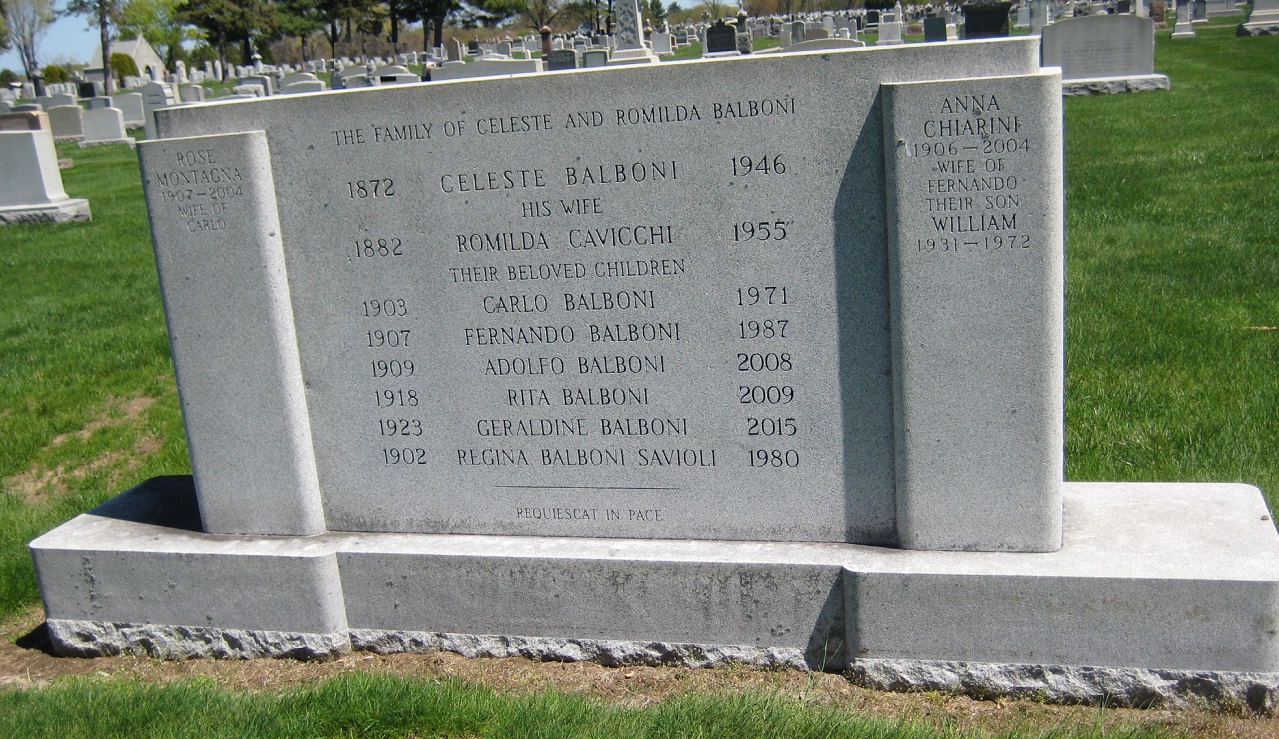 THE FAMILY OF CELESTE AND ROMILDA BALBONI
1872 CELESTE BALBONI 1946
HIS WIFE
1882 ROMILDA CAVICCHI 1955
THEIR BELOVED CHILDREN
1903 CARLO BALBONI 1971
1907 FERNANDO BALBONI 1987
1909 ADOLFO BALBONI 2008
1918 RITA BALBONI 2009
1923 GERALDINE BALBONI 2015
1902 REGINA BALBONI SAVIOLI 1980
REQUIESCAT IN PACE
ROSE
MONTAGNA
1907-2004
WIFE OF
CARLO
ANNA
CHIARINI
1906-2004
WIFE OF
FERNANDO
THEIR SON
WILLIAM
1931-1972